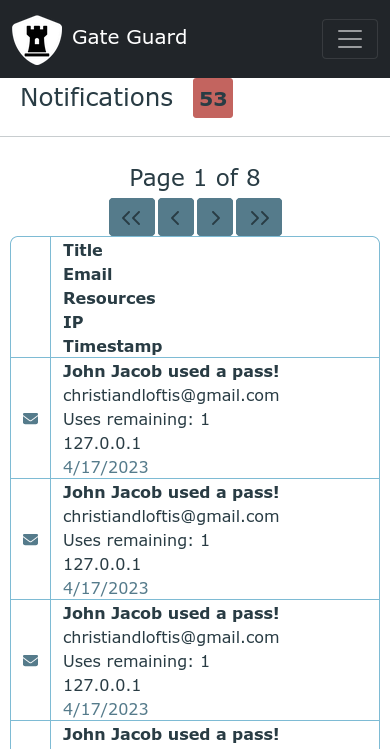 Gate Guard
Notifications 53
Page 1 of 8
Title
Email
Resources
IP
Timestamp
John Jacob used a pass!
christiandloftis@gmail.com
Uses remaining: 1
127.0.0.1
4/17/2023
John Jacob used a pass!
christiandloftis@gmail.com
Uses remaining: 1
127.0.0.1
4/17/2023
John Jacob used a pass!
christiandloftis@gmail.com
Uses remaining: 1
127.0.0.1
4/17/2023
John Jacob used a pass!